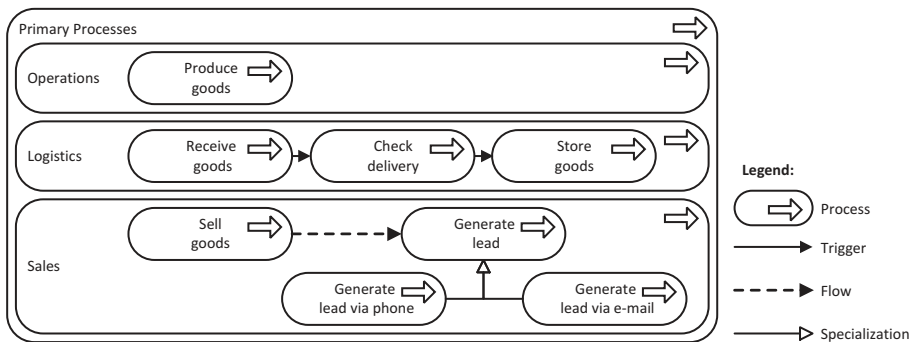 Primary Processes
Operations
Produce
goods
Logistics
Receive
goods
Check
delivery
Store
goods
Sales
Sell
goods
Generate
lead
Generate
lead via phone
Generate
lead via e-mail
Legend:
Process
Trigger
Flow
Specialization